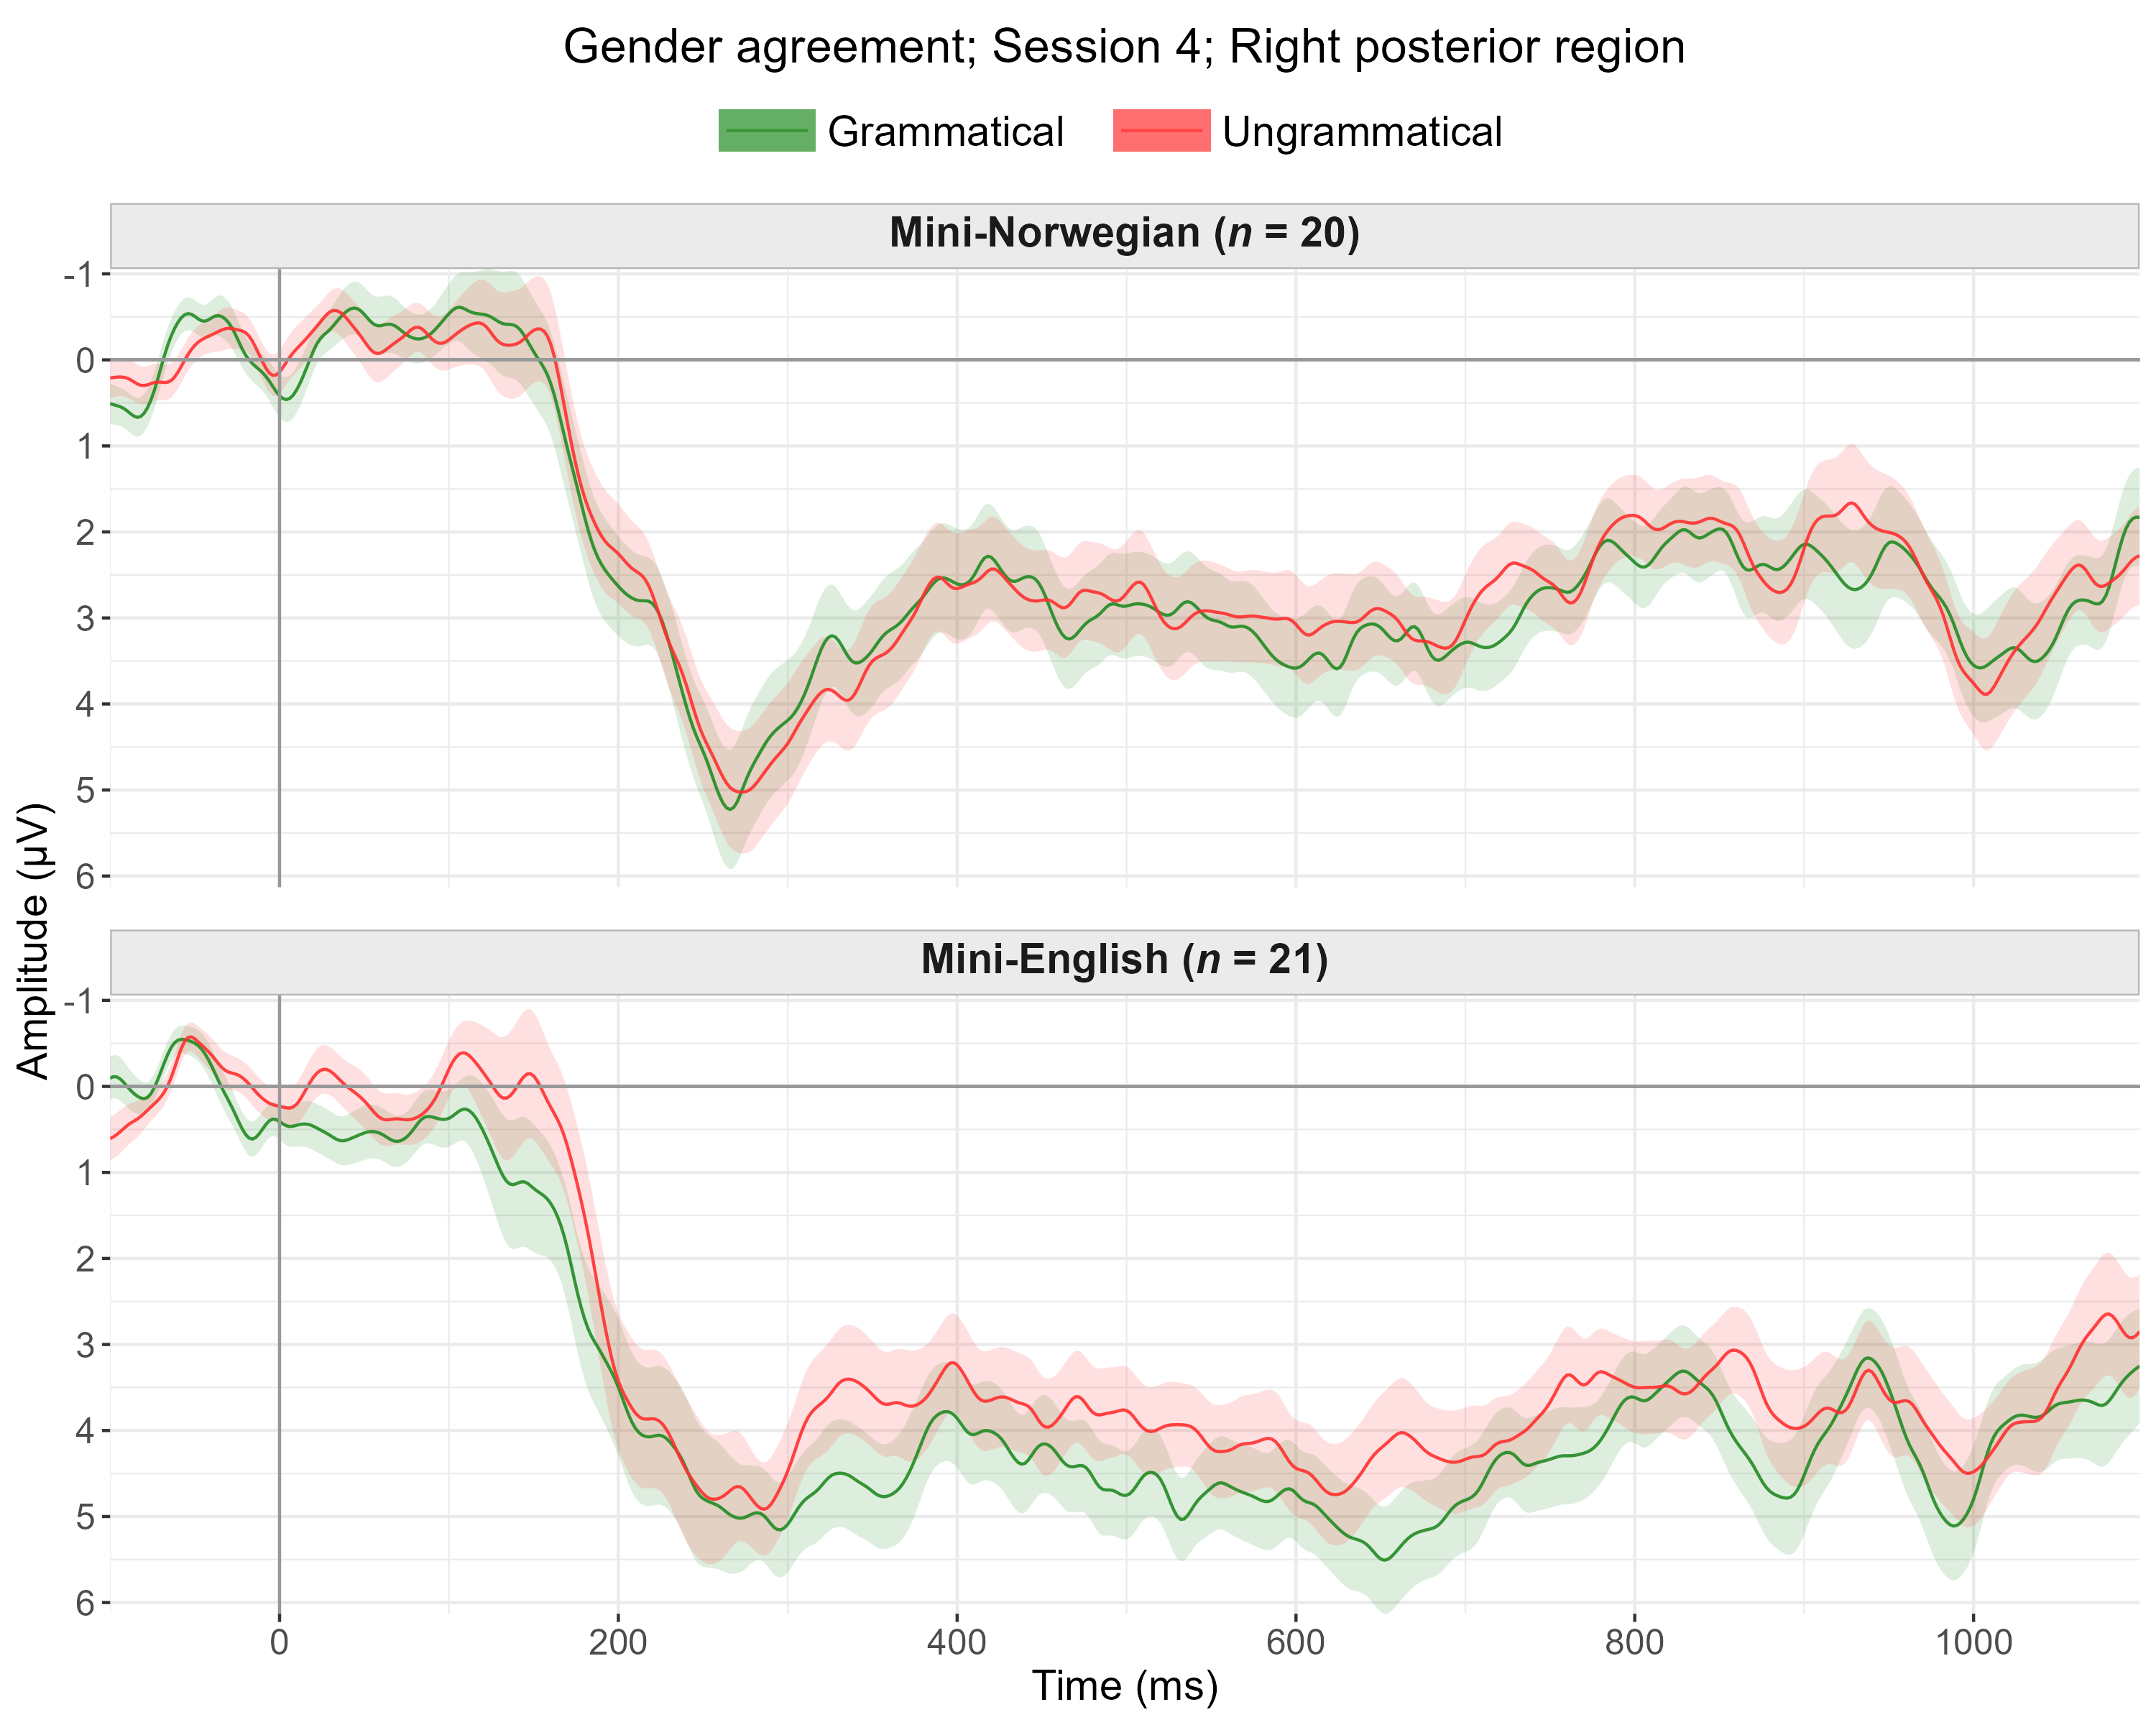 Gender agreement; Session 4; Right posterior region
Grammatical
Ungrammatical
Mini-Norwegian (n = 20)
-1
0
1
2
3
4
5
6
Amplitude (µV)
Mini-English (n = 21)
-1
0
1
2
3
4
5
6
0 200 400 600 800 1000
Time (ms)